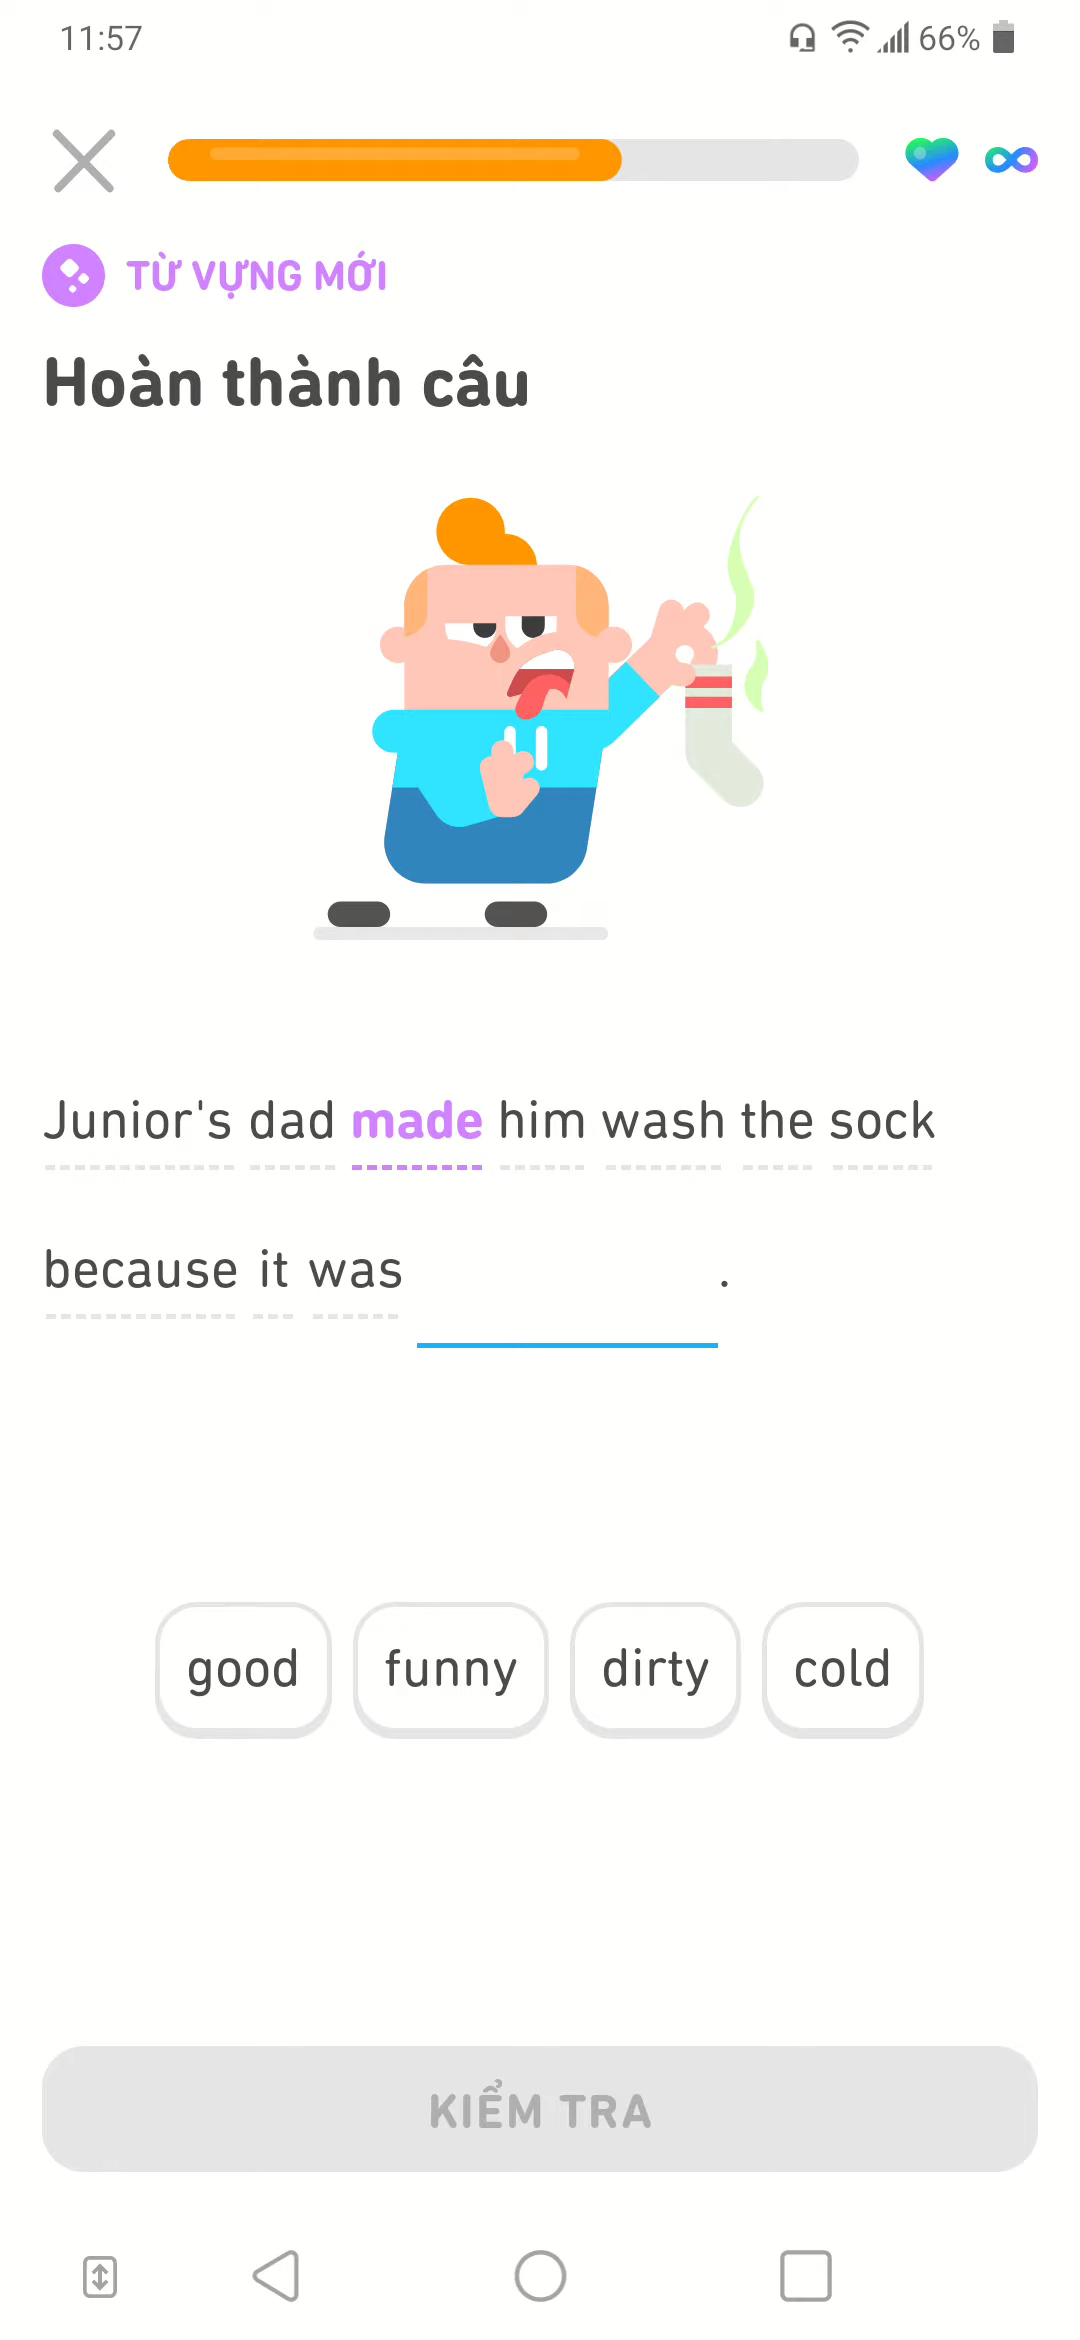 11:57
66%
TỪ VỰNG MỚI
Hoàn thành câu
Junior's dad made him wash the sock
because it was .
good funny dirty cold
KIỂM TRA